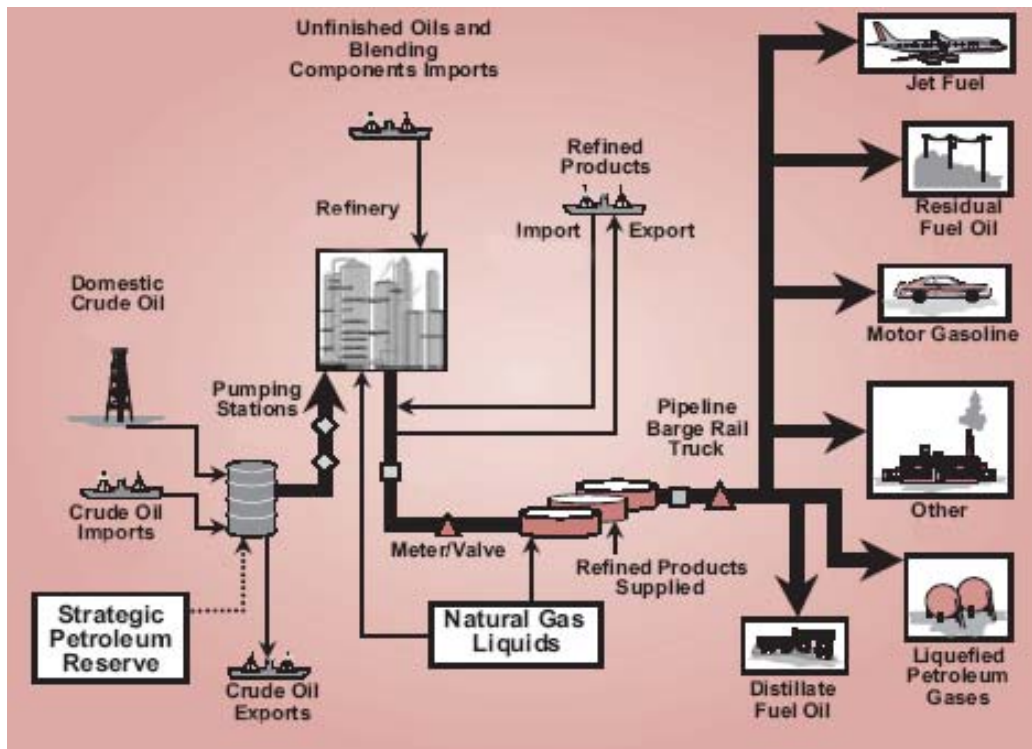 Unfinished Oils and
Blending
Components Imports
Refinery
Refined
Products
Import
Export
Domestic
Crude Oil
Pumping
Stations
Crude Oil
Imports
Strategic
Petroleum
Reserve
Crude Oil
Exports
Meter/Valve
Natural Gas
Liquids
Refined Products
Supplied
Pipeline
Barge Rail
Truck
Jet Fuel
Residual
Fuel Oil
Motor Gasoline
Other
Liquefied
Petroleum
Gases
Distillate
Fuel Oil